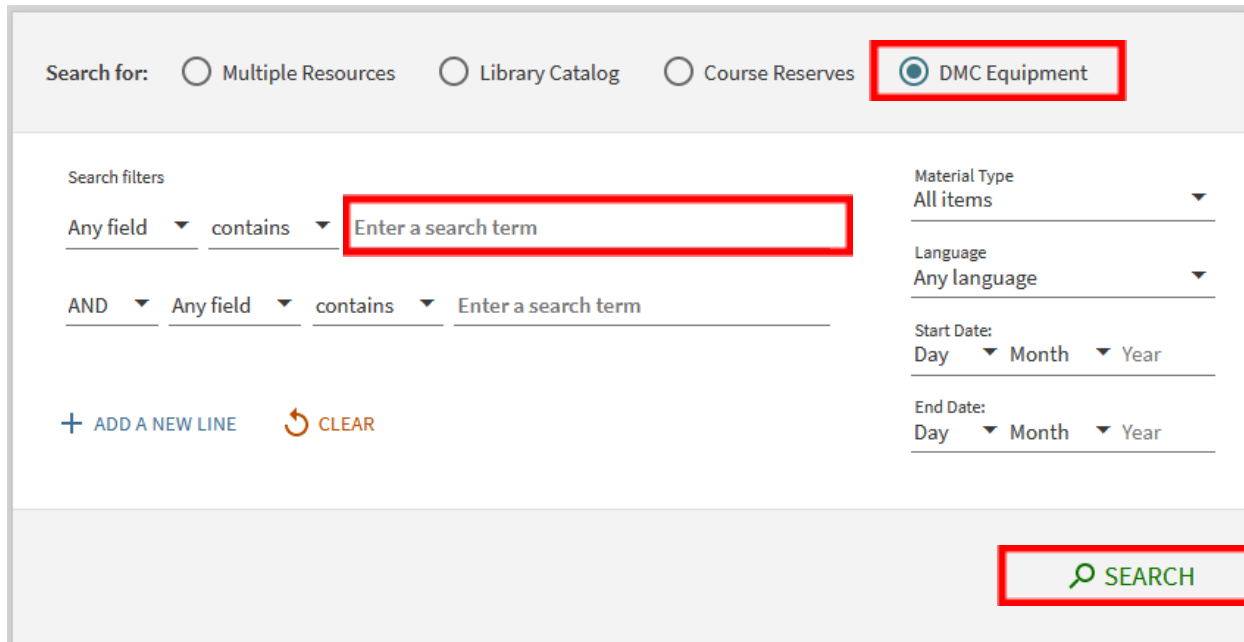 Search for: Multiple Resources Library Catalog Course Reserves DMC Equipment
Search filters
Any field contains Enter a search term
AND Any field contains Enter a search term
+ ADD A NEW LINE CLEAR
Material Type
All items
Language
Any language
Start Date:
Day Month Year
End Date:
Day Month Year
SEARCH